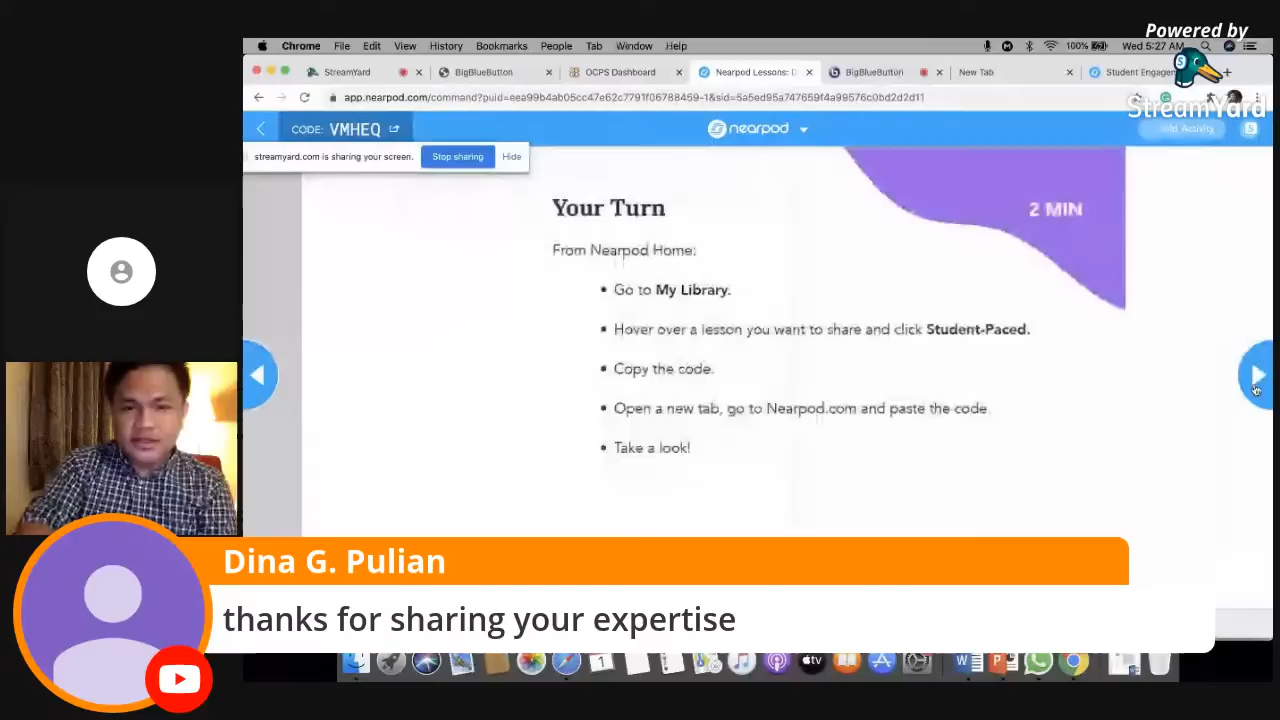 Powered by
StreamYard
Chrome File Edit View History Bookmarks People Tab Window Help
100% Wed 5:27 AM
StreamYard
BigBlueButton
OCPS Dashboard
Nearpod Lessons: D
BigBlueButton
New Tab
Student Engagem
app.nearpod.com/command?puid=eea99b4ab05cc47e62c7791f06788459-1&sid=5a5ed95a747659f4a99576c0bd2d2d11
CODE: VMHEQ
nearpod
Activity
S
streamyard.com is sharing your screen.
Stop sharing
Hide
Your Turn
2 MIN
From Nearpod Home:
• Go to My Library.
• Hover over a lesson you want to share and click Student-Paced.
• Copy the code.
• Open a new tab, go to Nearpod.com and paste the code.
• Take a look!
Dina G. Pulian
thanks for sharing your expertise
tv